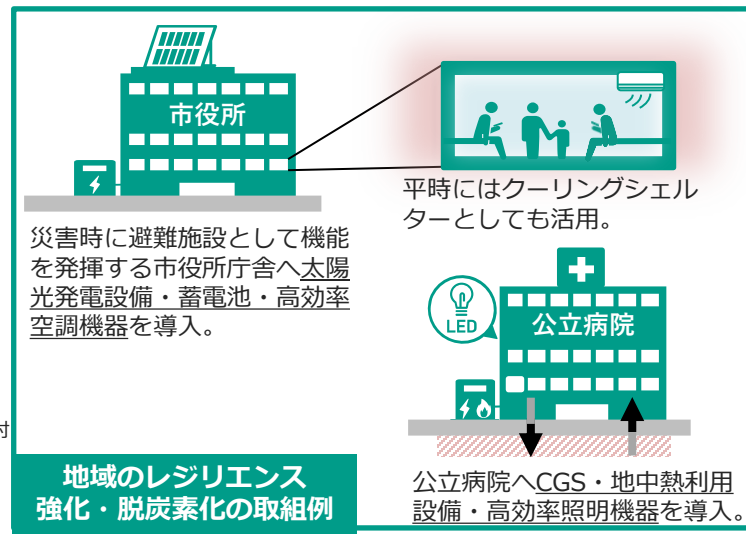 市役所
平時にはクーリングシェル
ターとしても活用。
災害時に避難施設として機能
を発揮する市役所庁舎へ太陽
光発電設備・蓄電池・高効率
空調機器を導入。
LED
公立病院
付
地域のレジリエンス
強化・脱炭素化の取組例
公立病院へCGS・地中熱利用
設備・高効率照明機器を導入。